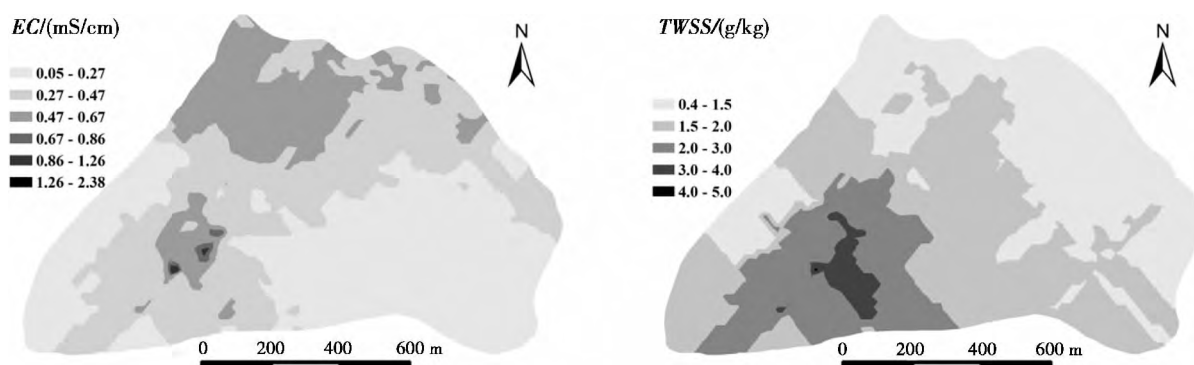 EC/(mS/cm)
N
0.05 - 0.27
0.27 - 0.47
0.47 - 0.67
0.67 - 0.86
0.86 - 1.26
1.26 - 2.38
0 200 400 600 m
TWSS/(g/kg)
N
0.4 - 1.5
1.5 - 2.0
2.0 - 3.0
3.0 - 4.0
4.0 - 5.0
0 200 400 600 m